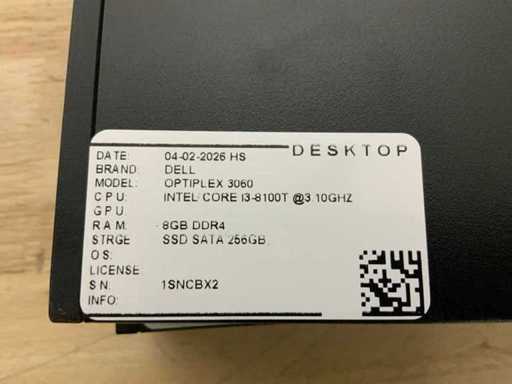 DESKTOP
DATE: 04-02-2026 HS
BRAND: DELL
MODEL: OPTIPLEX 3060
CPU: INTEL CORE I3-8100T @3.10GHZ
GPU:
RAM: 8GB DDR4
STRGE SSD SATA 256GB
OS:
LICENSE:
SN: 1SNCBX2
INFO: